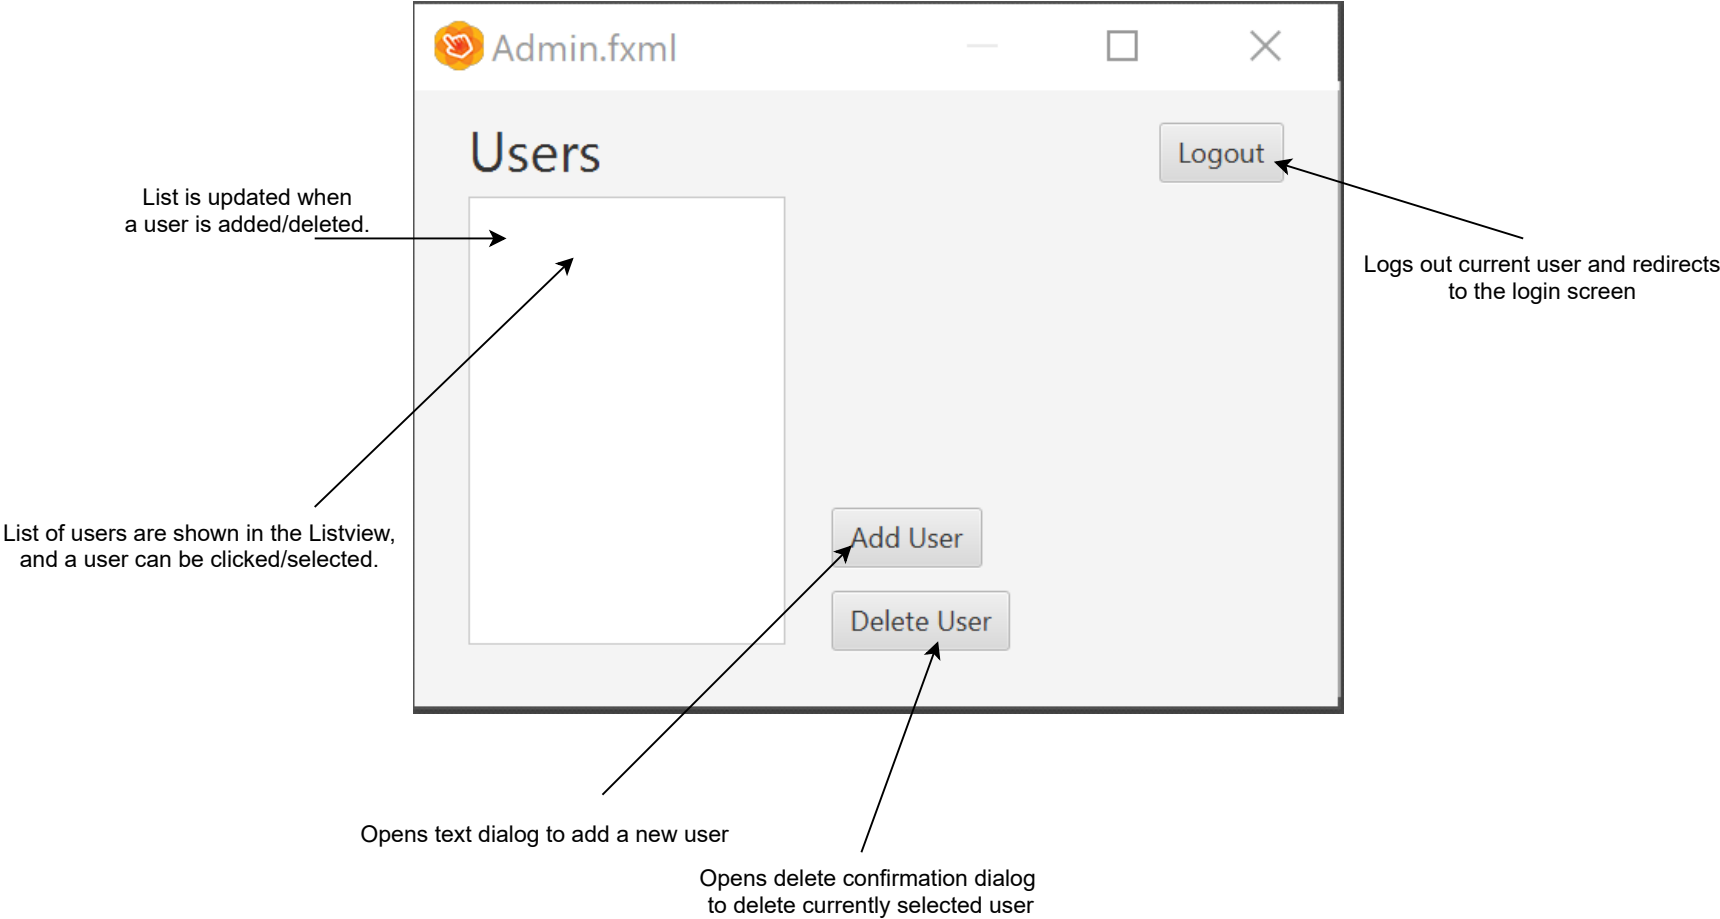 Admin.fxml
Users
Logout
List is updated when
a user is added/deleted.
Logs out current user and redirects
to the login screen
List of users are shown in the Listview,
and a user can be clicked/selected.
Add User
Delete User
Opens text dialog to add a new user
Opens delete confirmation dialog
to delete currently selected user